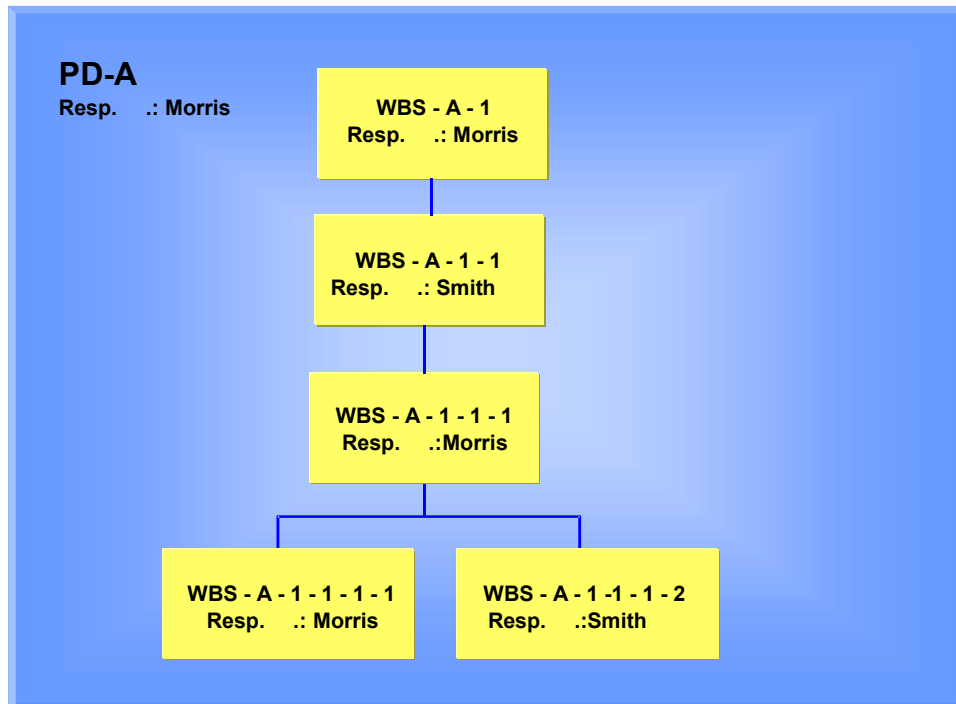 PD-A
Resp. .: Morris
WBS - A - 1
Resp. .: Morris
WBS - A - 1 - 1
Resp. .: Smith
WBS - A - 1 - 1 - 1
Resp. .:Morris
WBS - A - 1 - 1 - 1 - 1
Resp. .: Morris
WBS - A - 1 -1 - 1 - 2
Resp. .:Smith